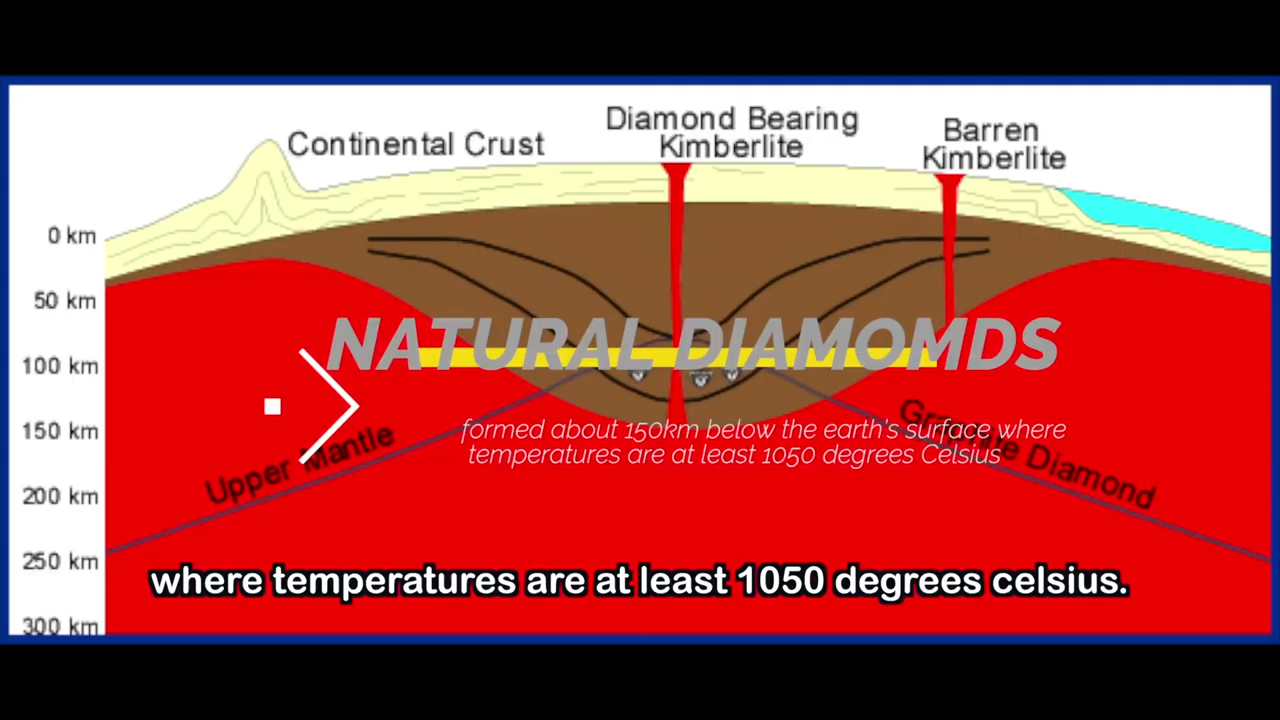 Continental Crust
Diamond Bearing
Kimberlite
Barren
Kimberlite
0 km
50 km
100 km
150 km
200 km
250 km
300 km
NATURAL DIAMOMDS
formed about 150km below the earth's surface where
temperatures are at least 1050 degrees Celsius
Upper Mantle
Graphite Diamond
where temperatures are at least 1050 degrees celsius.